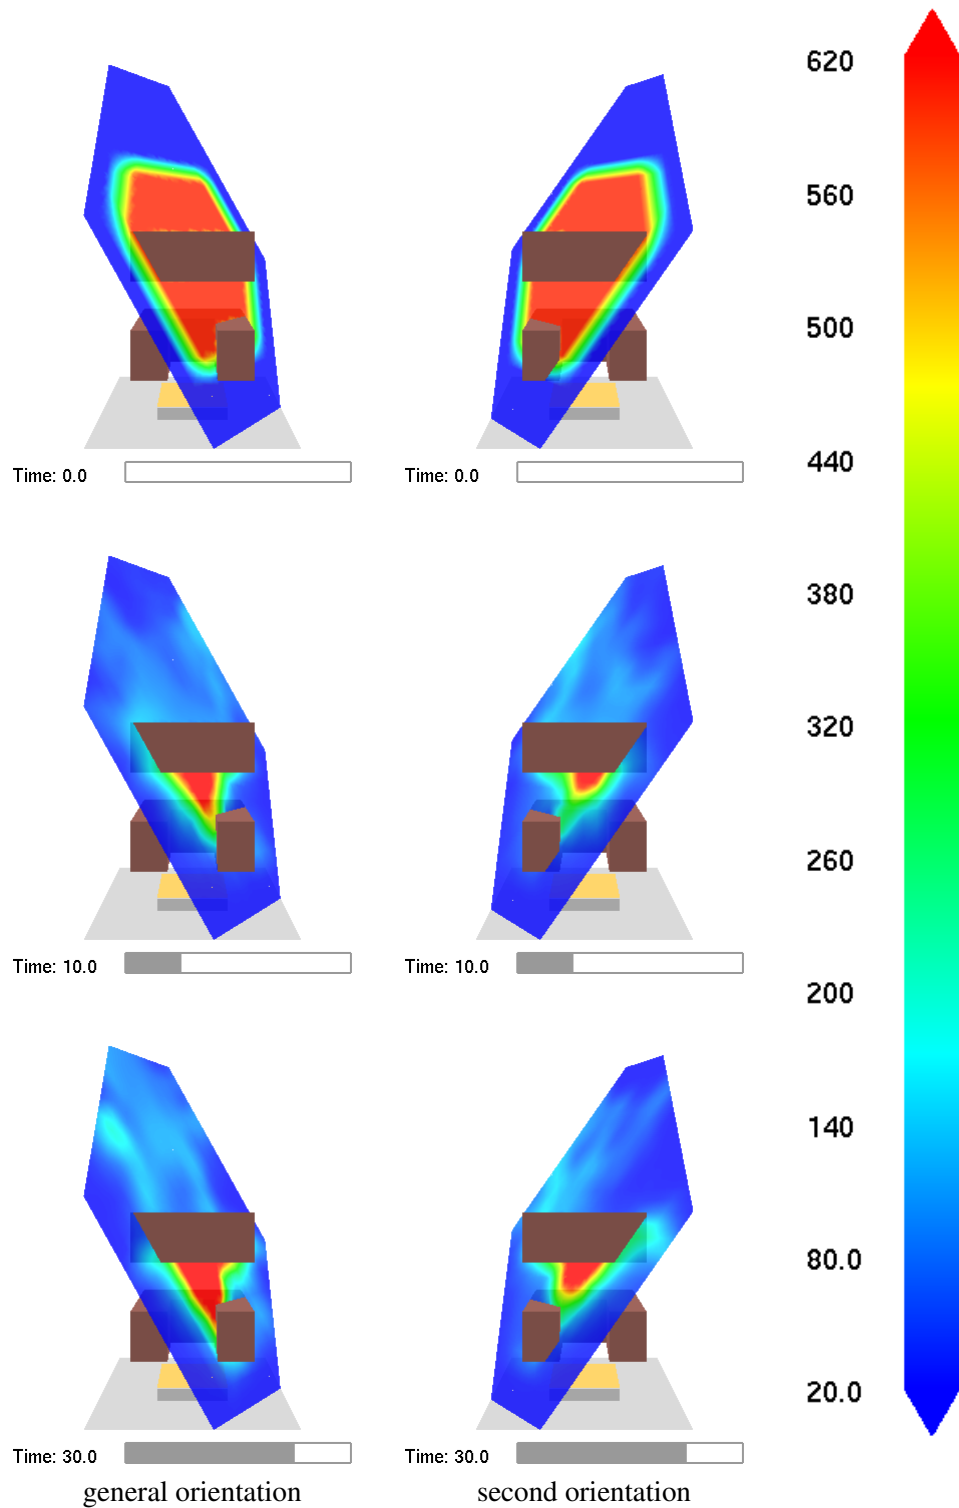 620
560
500
440
Time: 0.0
Time: 0.0
380
320
260
200
Time: 10.0
Time: 10.0
140
80.0
20.0
Time: 30.0
Time: 30.0
general orientation
second orientation